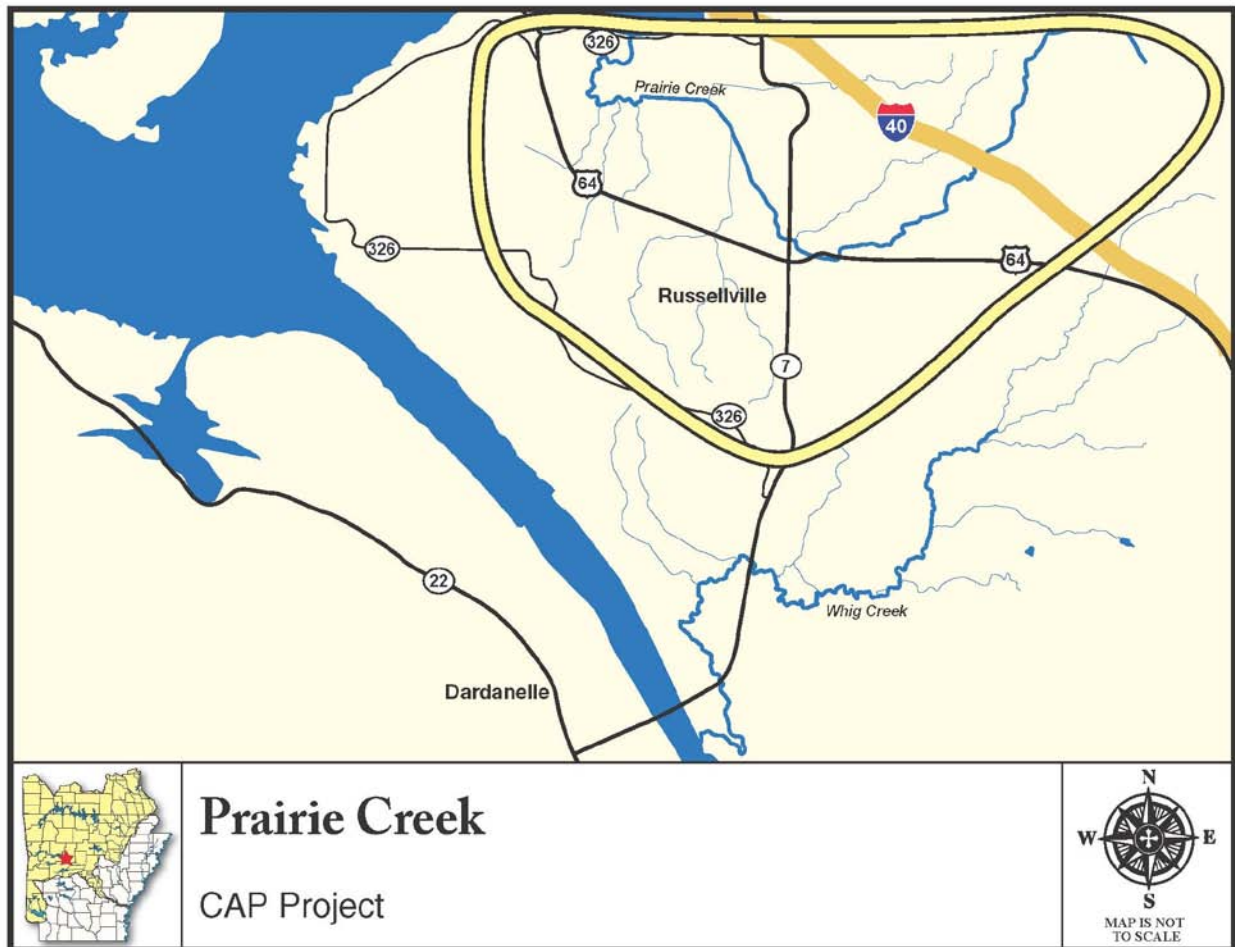 326
Prairie Creek
40
64
326
64
Russellville
7
326
22
Whig Creek
Dardanelle
Prairie Creek
CAP Project
N
W
E
S
MAP IS NOT
TO SCALE